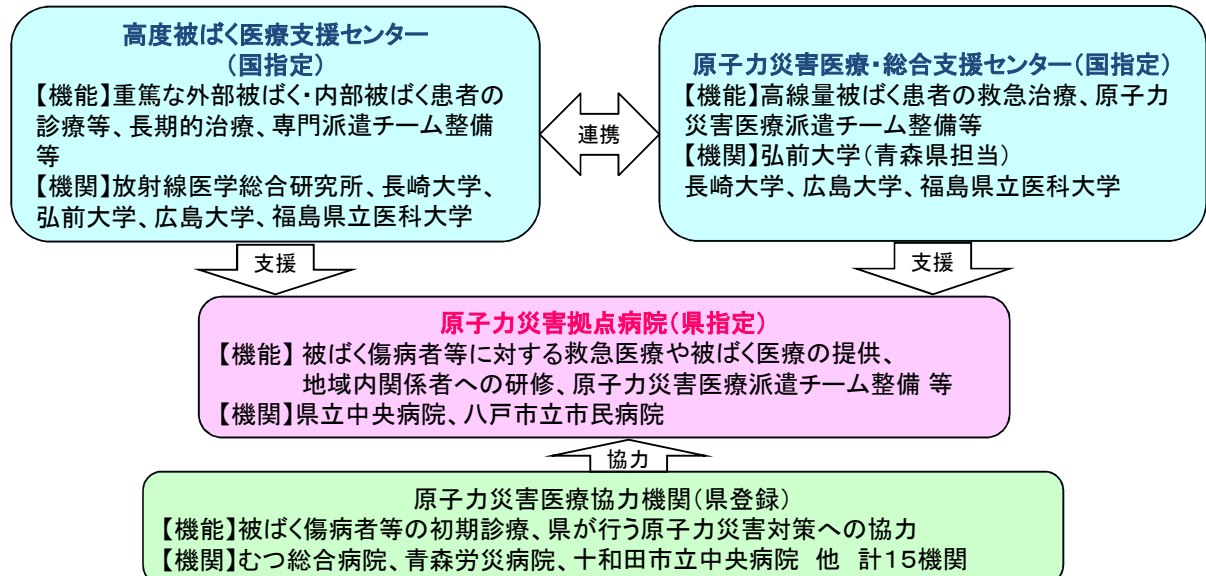 高度被ばく医療支援センター
（国指定）
【機能】重篤な外部被ばく・内部被ばく患者の
診療等、長期的治療、専門派遣チーム整備
等
【機関】放射線医学総合研究所、長崎大学、
弘前大学、広島大学、福島県立医科大学
連携
原子力災害医療・総合支援センター（国指定）
【機能】高線量被ばく患者の救急治療、原子力
災害医療派遣チーム整備等
【機関】弘前大学（青森県担当）
長崎大学、広島大学、福島県立医科大学
支援
支援
原子力災害拠点病院（県指定）
【機能】 被ばく傷病者等に対する救急医療や被ばく医療の提供、
地域内関係者への研修、原子力災害医療派遣チーム整備 等
【機関】県立中央病院、八戸市立市民病院
協力
原子力災害医療協力機関（県登録）
【機能】被ばく傷病者等の初期診療、県が行う原子力災害対策への協力
【機関】むつ総合病院、青森労災病院、十和田市立中央病院 他 計１５機関